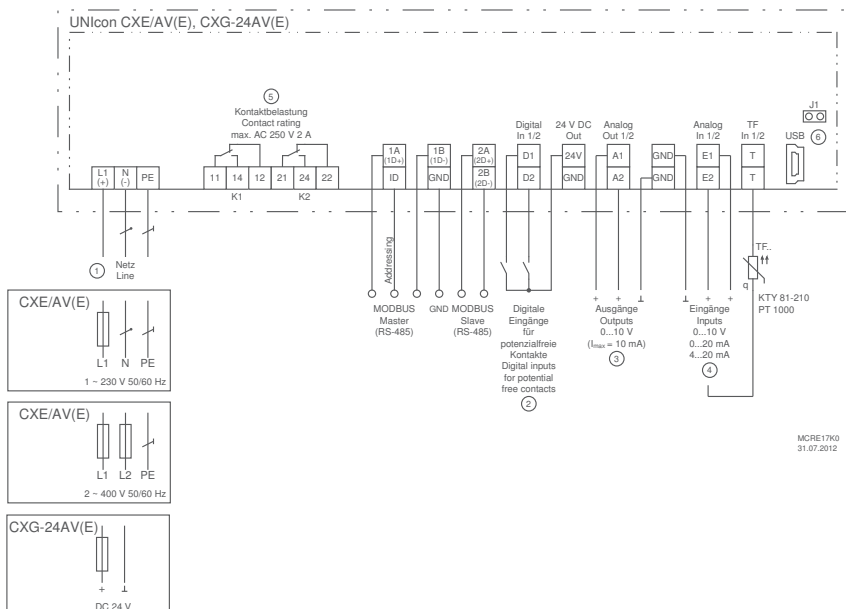 UNIcon CXE/AV(E), CXG-24AV(E)
5
Kontaktbelastung
Contact rating
max. AC 250 V 2 A
J1
Digital
In 1/2
24 V DC
Out
Analog
Out 1/2
Analog
In 1/2
TF
In 1/2
USB
6
L1
(+)
N
(-)
PE
11
14
12
21
24
22
K1
K2
1A
(1D+)
ID
1B
(1D-)
GND
2A
(2D+)
2B
(2D-)
D1
D2
24V
GND
A1
A2
GND
GND
E1
E2
T
T
1
Netz
Line
Addressing
MODBUS
Master
(RS-485)
GND
MODBUS
Slave
(RS-485)
Digitale
Eingänge
für
potenzialfreie
Kontakte
Digital inputs
for potential
free contacts
2
+
+
⊥
Ausgänge
Outputs
0...10 V
(Imax = 10 mA)
3
⊥
+
+
Eingänge
Inputs
0...10 V
0...20 mA
4...20 mA
4
TF..
q
KTY 81-210
PT 1000
CXE/AV(E)
L1
N
PE
1 ~ 230 V 50/60 Hz
CXE/AV(E)
L1
L2
PE
2 ~ 400 V 50/60 Hz
CXG-24AV(E)
+
⊥
DC 24 V
MCRE17K0
31.07.2012